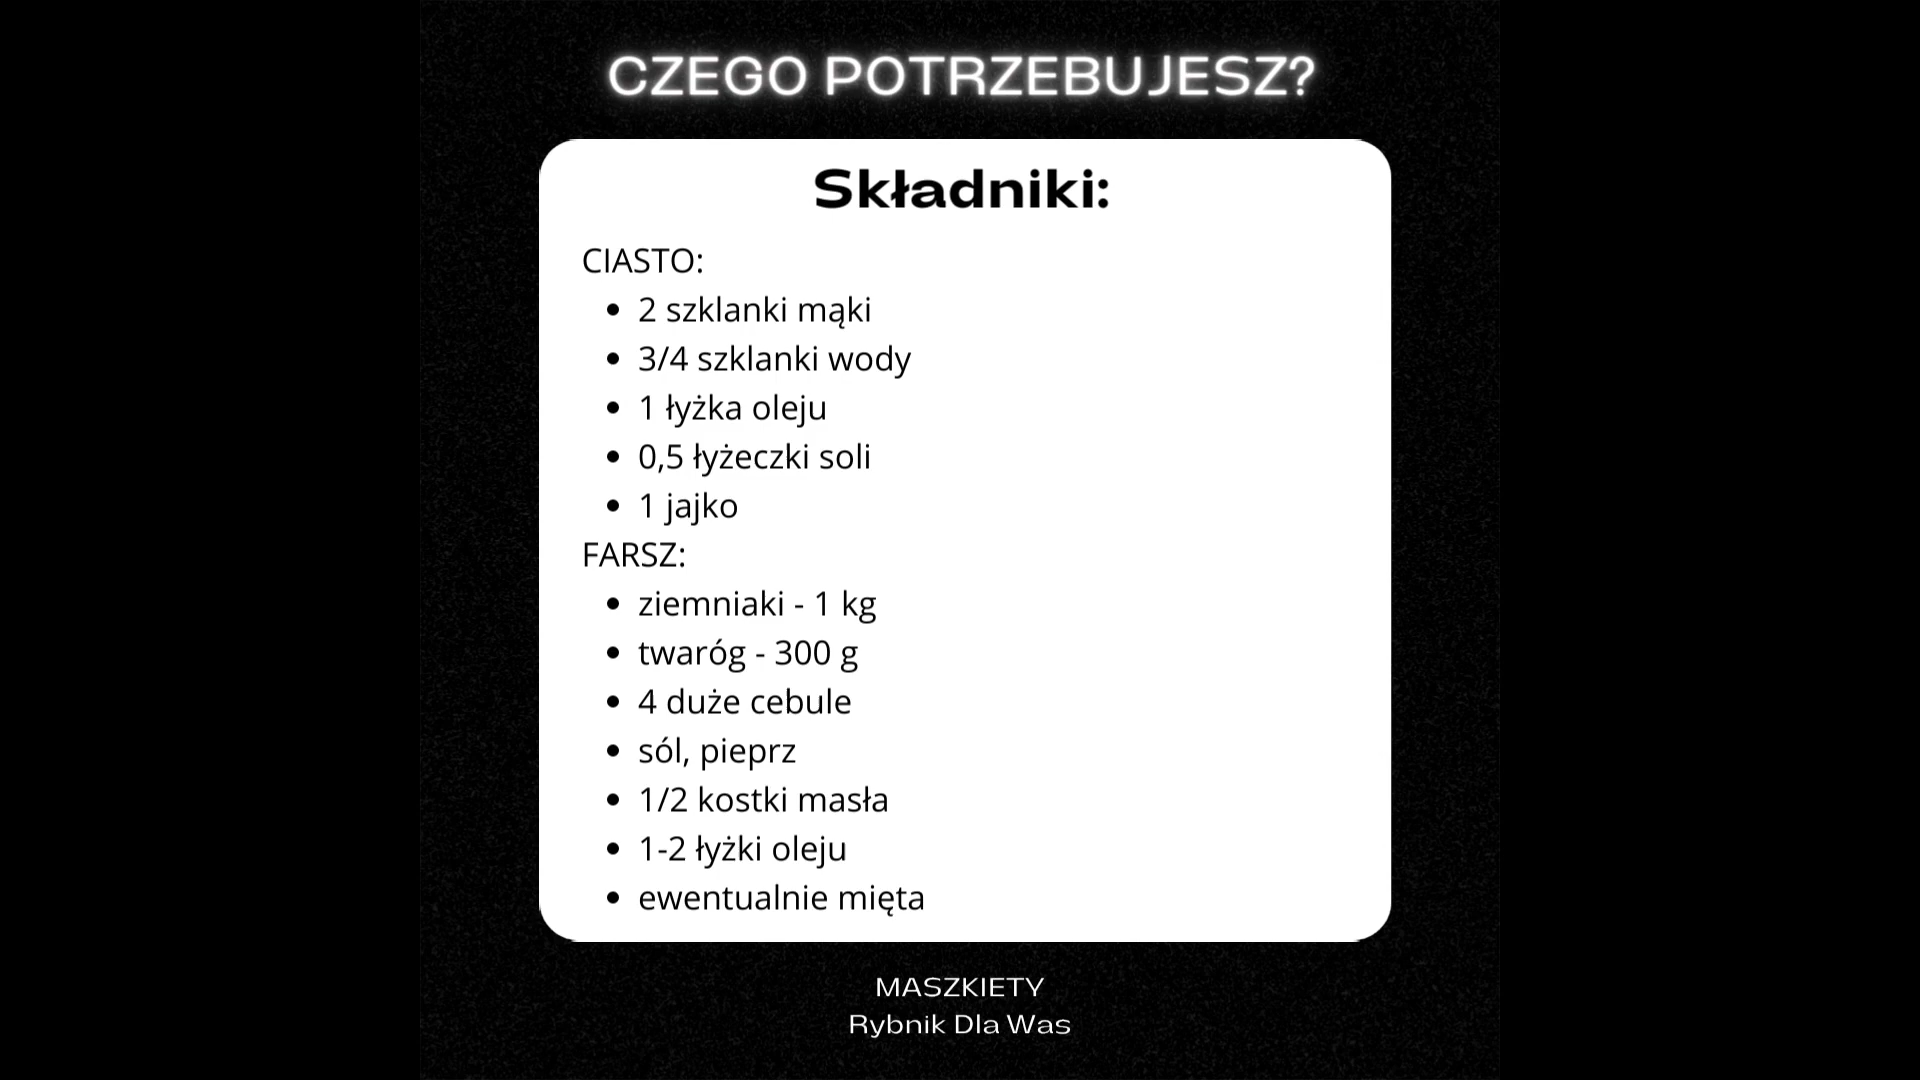 CZEGO POTRZEBUJESZ?
Składniki:
CIASTO:
• 2 szklanki mąki
• 3/4 szklanki wody
• 1 łyżka oleju
• 0,5 łyżeczki soli
• 1 jajko
FARSZ:
• ziemniaki - 1 kg
• twaróg - 300 g
• 4 duże cebule
• sól, pieprz
• 1/2 kostki masła
• 1-2 łyżki oleju
• ewentualnie mięta
MASZKIETY
Rybnik Dla Was